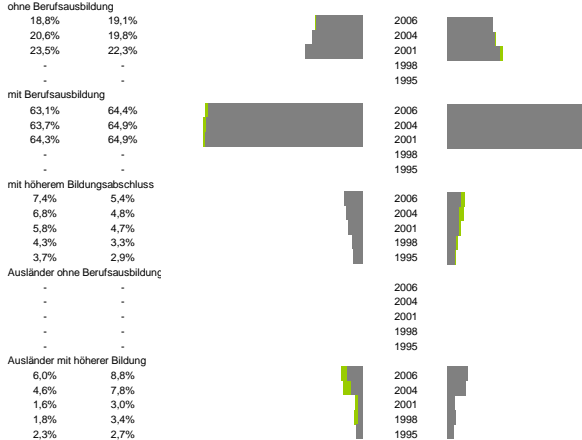 ohne Berufsausbildung
18,8% 19,1% 2006
20,6% 19,8% 2004
23,5% 22,3% 2001
- - 1998
- - 1995
mit Berufsausbildung
63,1% 64,4% 2006
63,7% 64,9% 2004
64,3% 64,9% 2001
- - 1998
- - 1995
mit höherem Bildungsabschluss
7,4% 5,4% 2006
6,8% 4,8% 2004
5,8% 4,7% 2001
4,3% 3,3% 1998
3,7% 2,9% 1995
Ausländer ohne Berufsausbildung
- - 2006
- - 2004
- - 2001
- - 1998
- - 1995
Ausländer mit höherer Bildung
6,0% 8,8% 2006
4,6% 7,8% 2004
1,6% 3,0% 2001
1,8% 3,4% 1998
2,3% 2,7% 1995